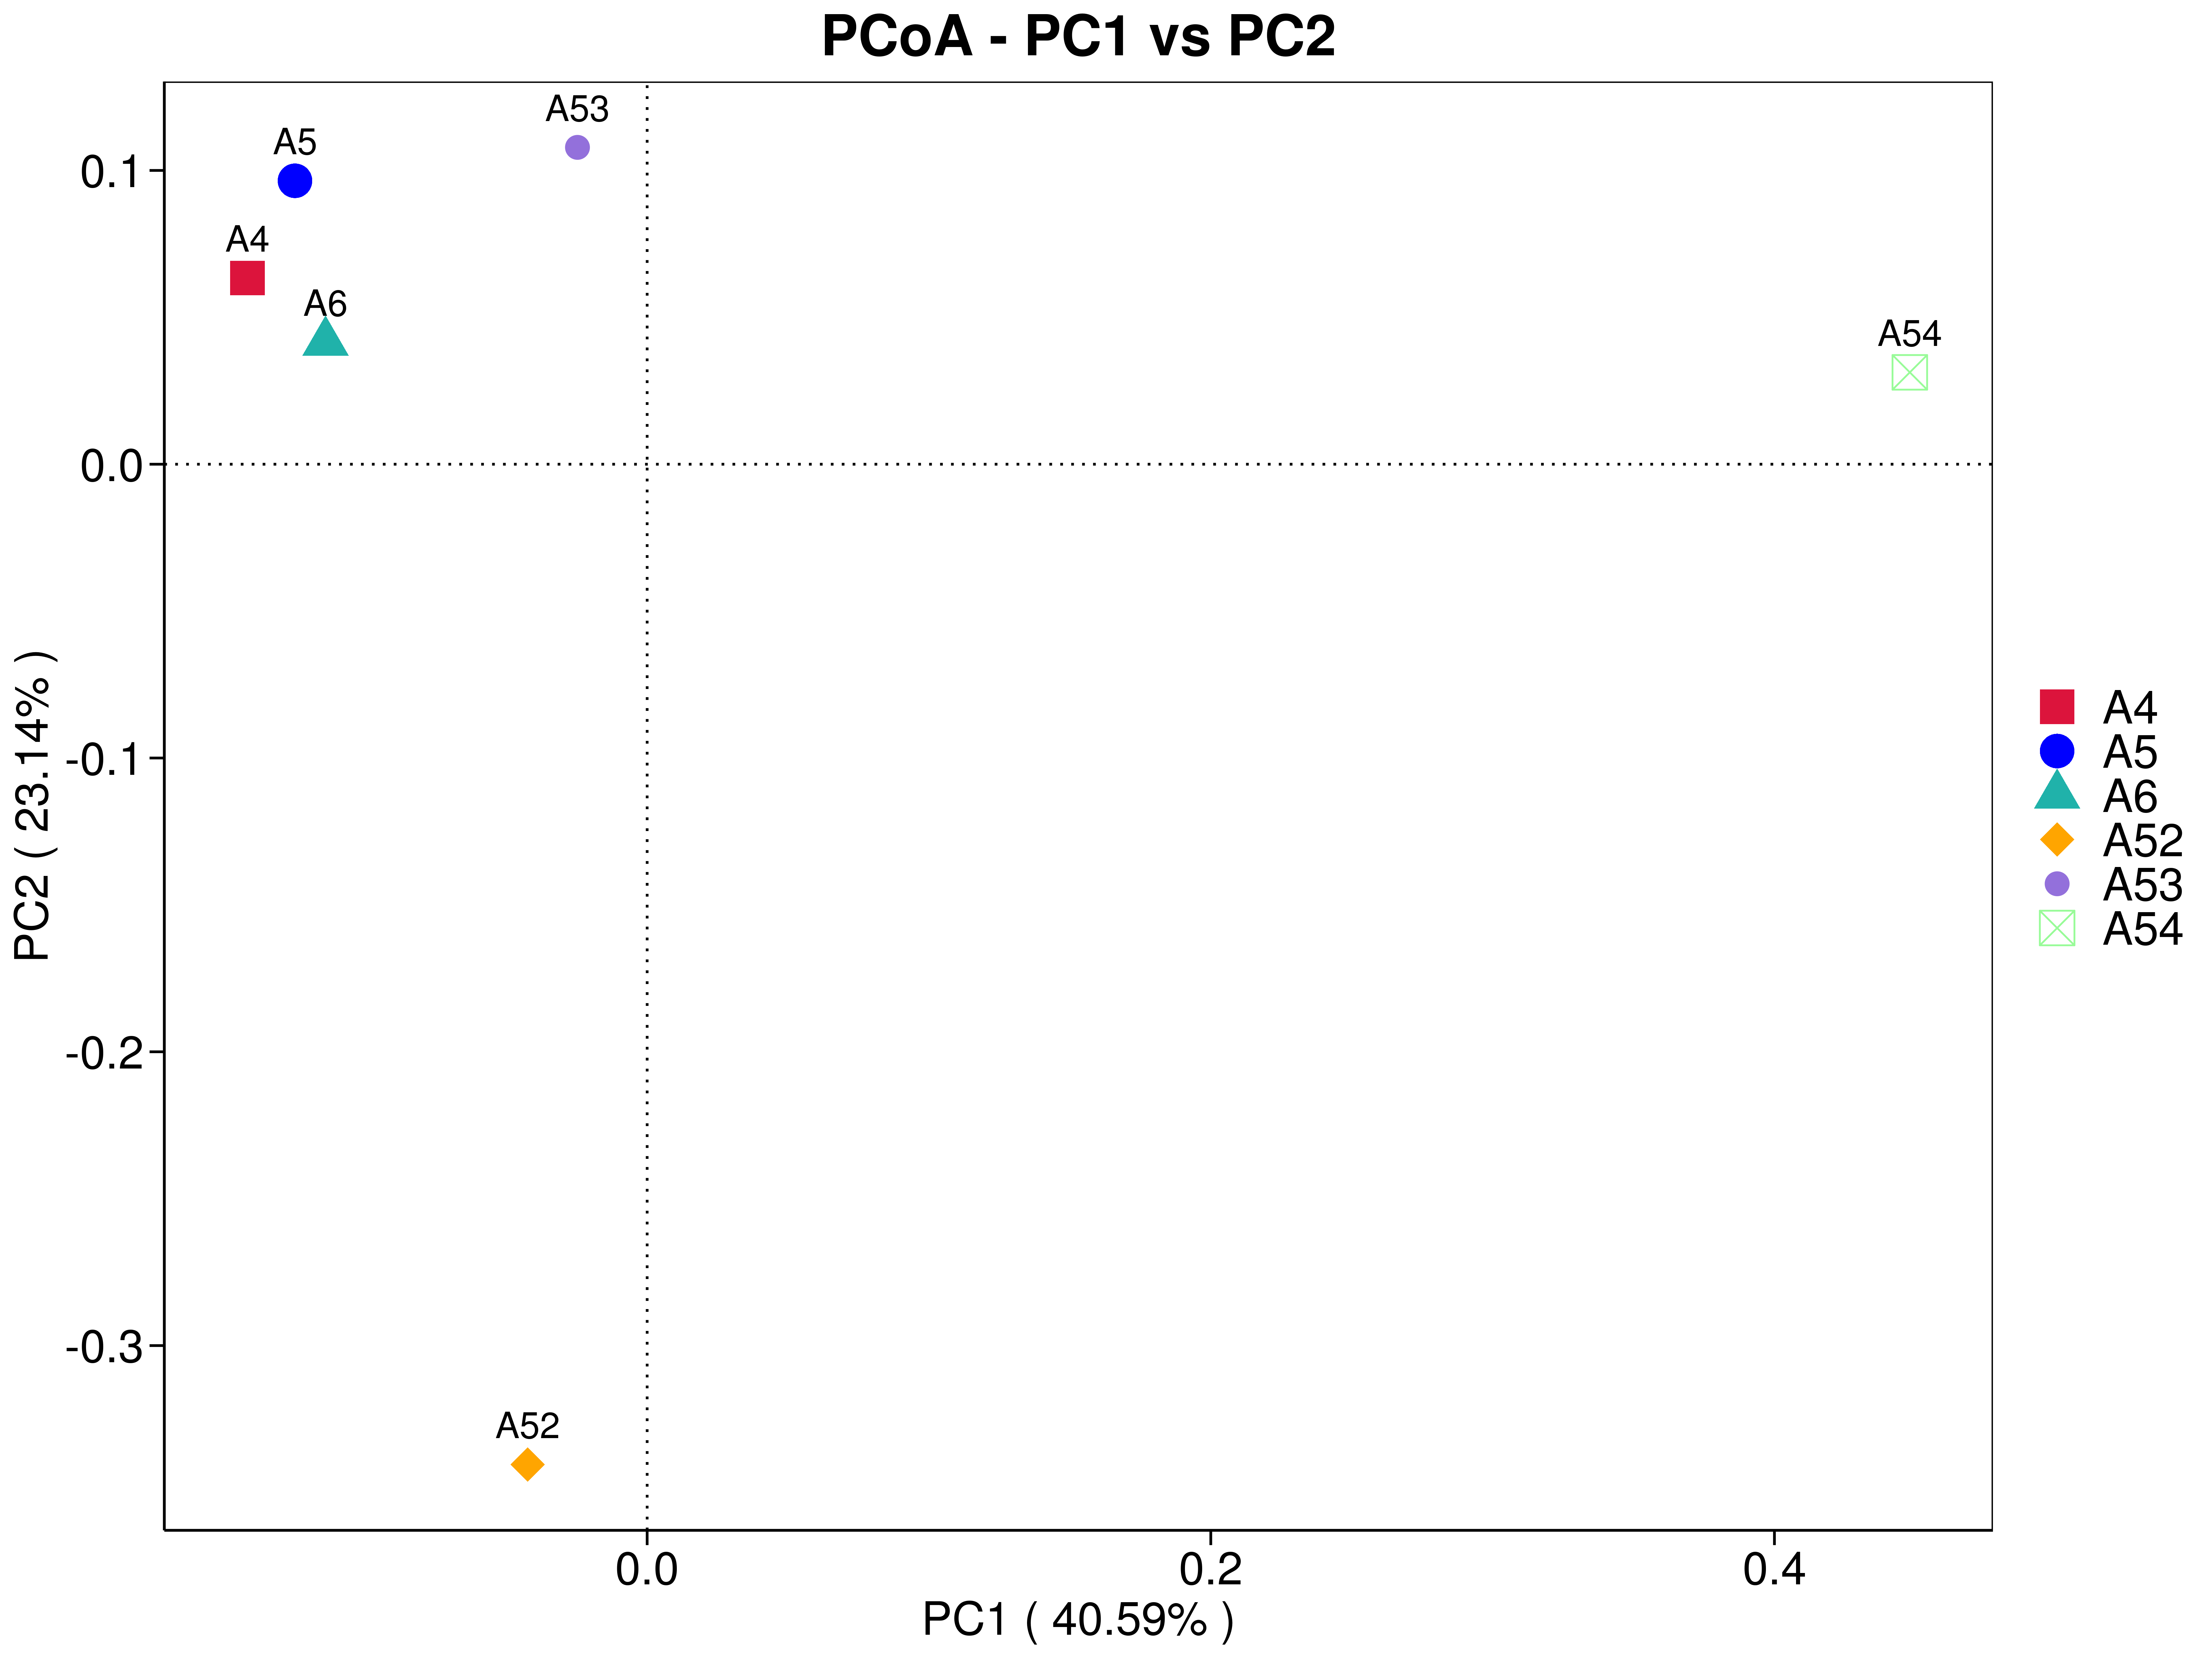 PCoA - PC1 vs PC2
A53
A5
0.1
A4
A6
A54
0.0
-0.1
PC2 ( 23.14% )
A4
A5
A6
A52
A53
A54
-0.2
-0.3
A52
0.0 0.2 0.4
PC1 ( 40.59% )